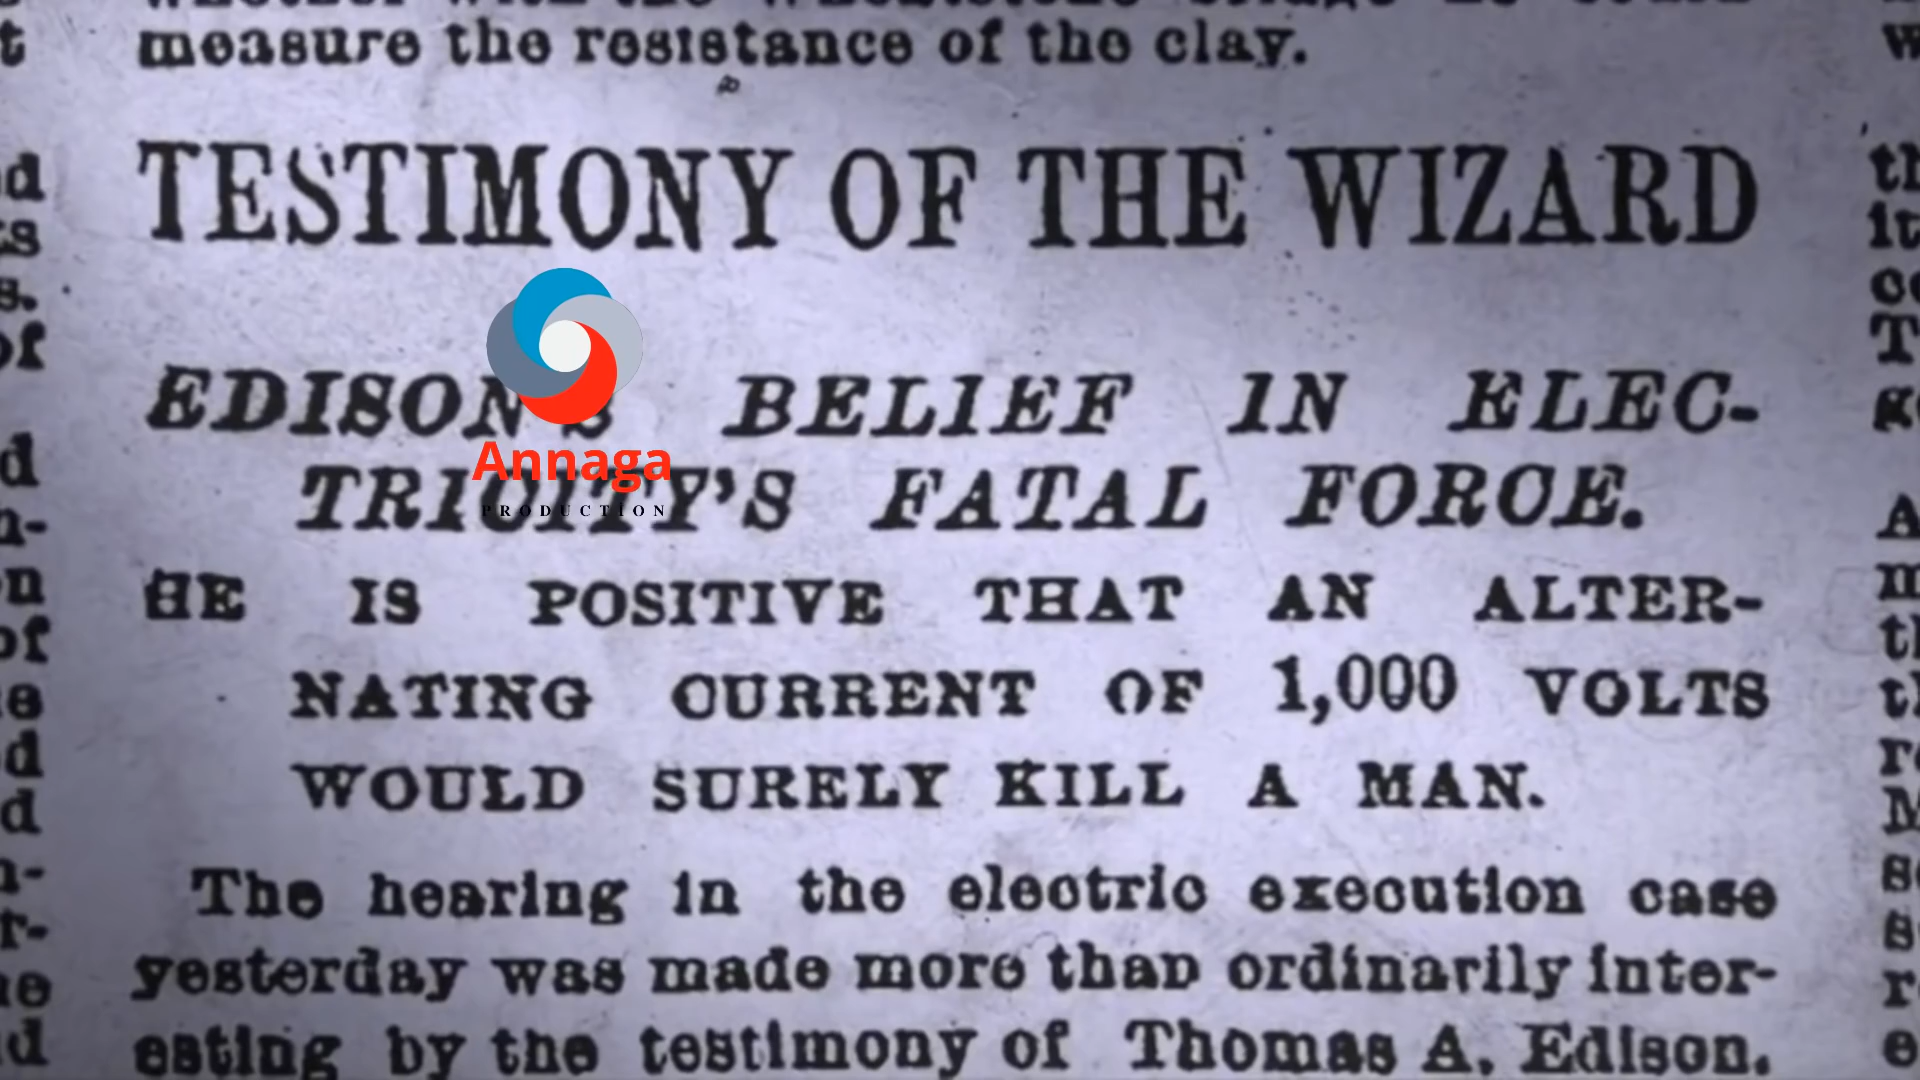 measure the resistance of the clay.
TESTIMONY OF THE WIZARD
EDISON'S BELIEF IN ELEC-
TRICITY'S FATAL FORCE.
Annaga
PRODUCTION
HE IS POSITIVE THAT AN ALTER-
NATING CURRENT OF 1,000 VOLTS
WOULD SURELY KILL A MAN.
The hearing in the electric execution case
yesterday was made more than ordinarily inter-
esting by the testimony of Thomas A. Edison.